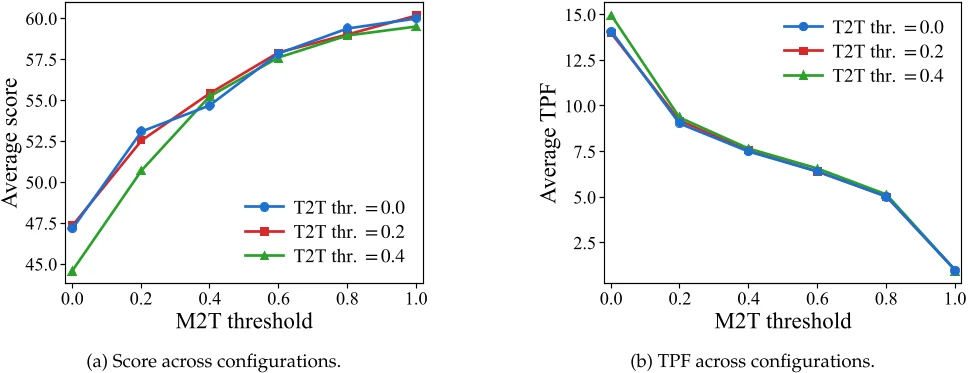 60.0
57.5
55.0
52.5
50.0
47.5
45.0
Average score
T2T thr. =0.0
T2T thr. =0.2
T2T thr. =0.4
0.0 0.2 0.4 0.6 0.8 1.0
M2T threshold
(a) Score across configurations.
15.0
12.5
10.0
7.5
5.0
2.5
Average TPF
T2T thr. =0.0
T2T thr. =0.2
T2T thr. =0.4
0.0 0.2 0.4 0.6 0.8 1.0
M2T threshold
(b) TPF across configurations.